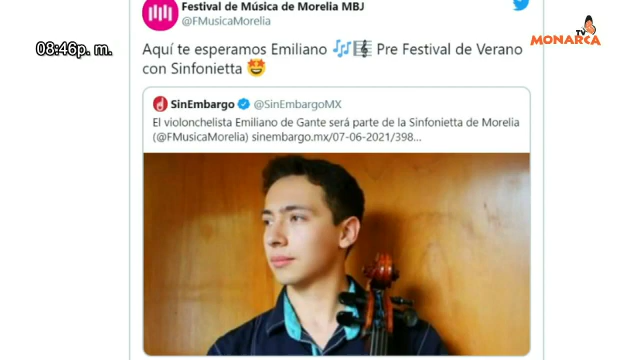 Festival de Música de Morelia MBJ
@FMusicaMorelia
08:46p. m.
TV
MONARCA
Aquí te esperamos Emiliano 🎶🎼 Pre Festival de Verano
con Sinfonietta 🤩
SinEmbargo @SinEmbargoMX
El violonchelista Emiliano de Gante será parte de la Sinfonietta de Morelia
(@FMusicaMorelia) sinembargo.mx/07-06-2021/398...